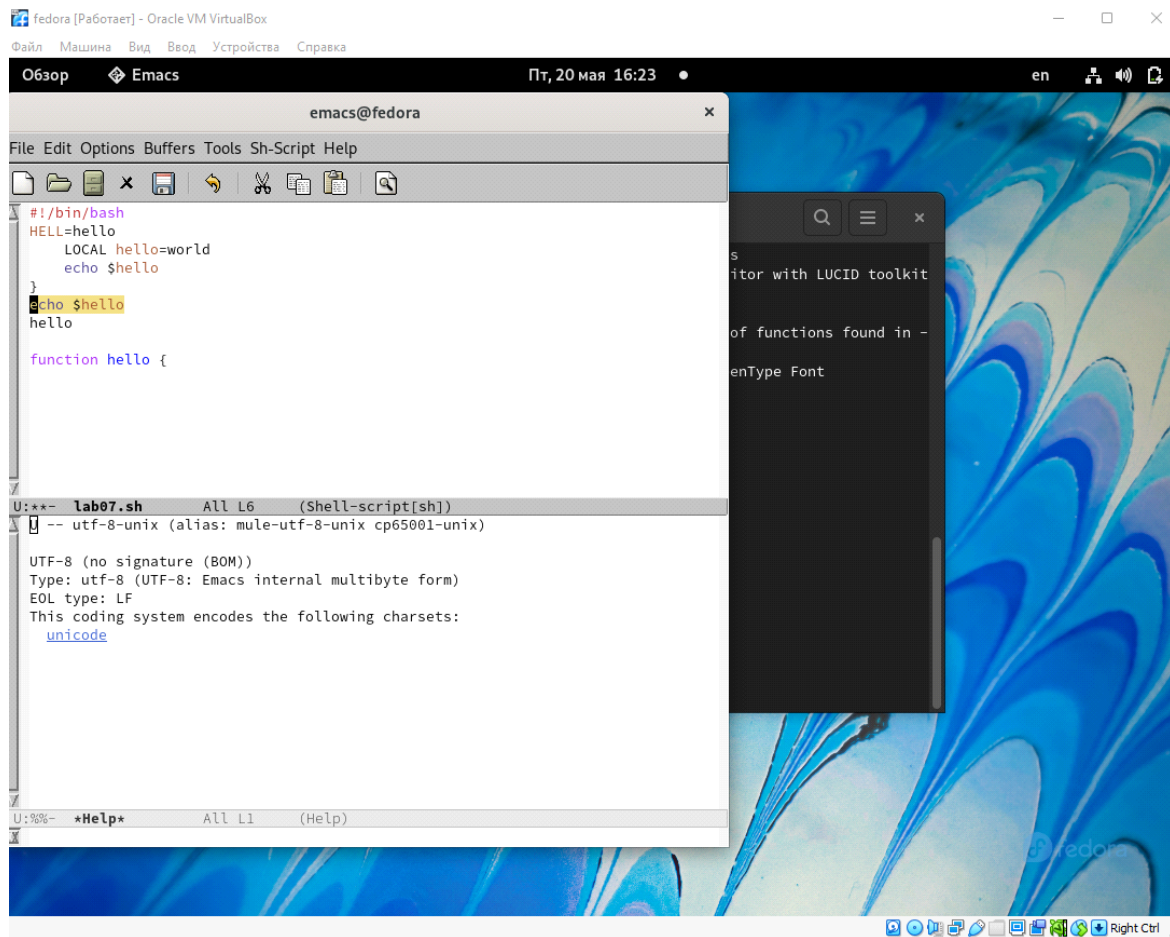 fedora [Работает] - Oracle VM VirtualBox
Файл Машина Вид Ввод Устройства Справка
Обзор Emacs Пт, 20 мая 16:23 en
emacs@fedora
File Edit Options Buffers Tools Sh-Script Help
#!/bin/bash
HELL=hello
    LOCAL hello=world
    echo $hello
}
echo $hello
hello
function hello {
U:**- lab07.sh All L6 (Shell-script[sh])
U -- utf-8-unix (alias: mule-utf-8-unix cp65001-unix)
UTF-8 (no signature (BOM))
Type: utf-8 (UTF-8: Emacs internal multibyte form)
EOL type: LF
This coding system encodes the following charsets:
  unicode
U:%%- *Help* All L1 (Help)
s
itor with LUCID toolkit
of functions found in -
enType Font
fedora
Right Ctrl